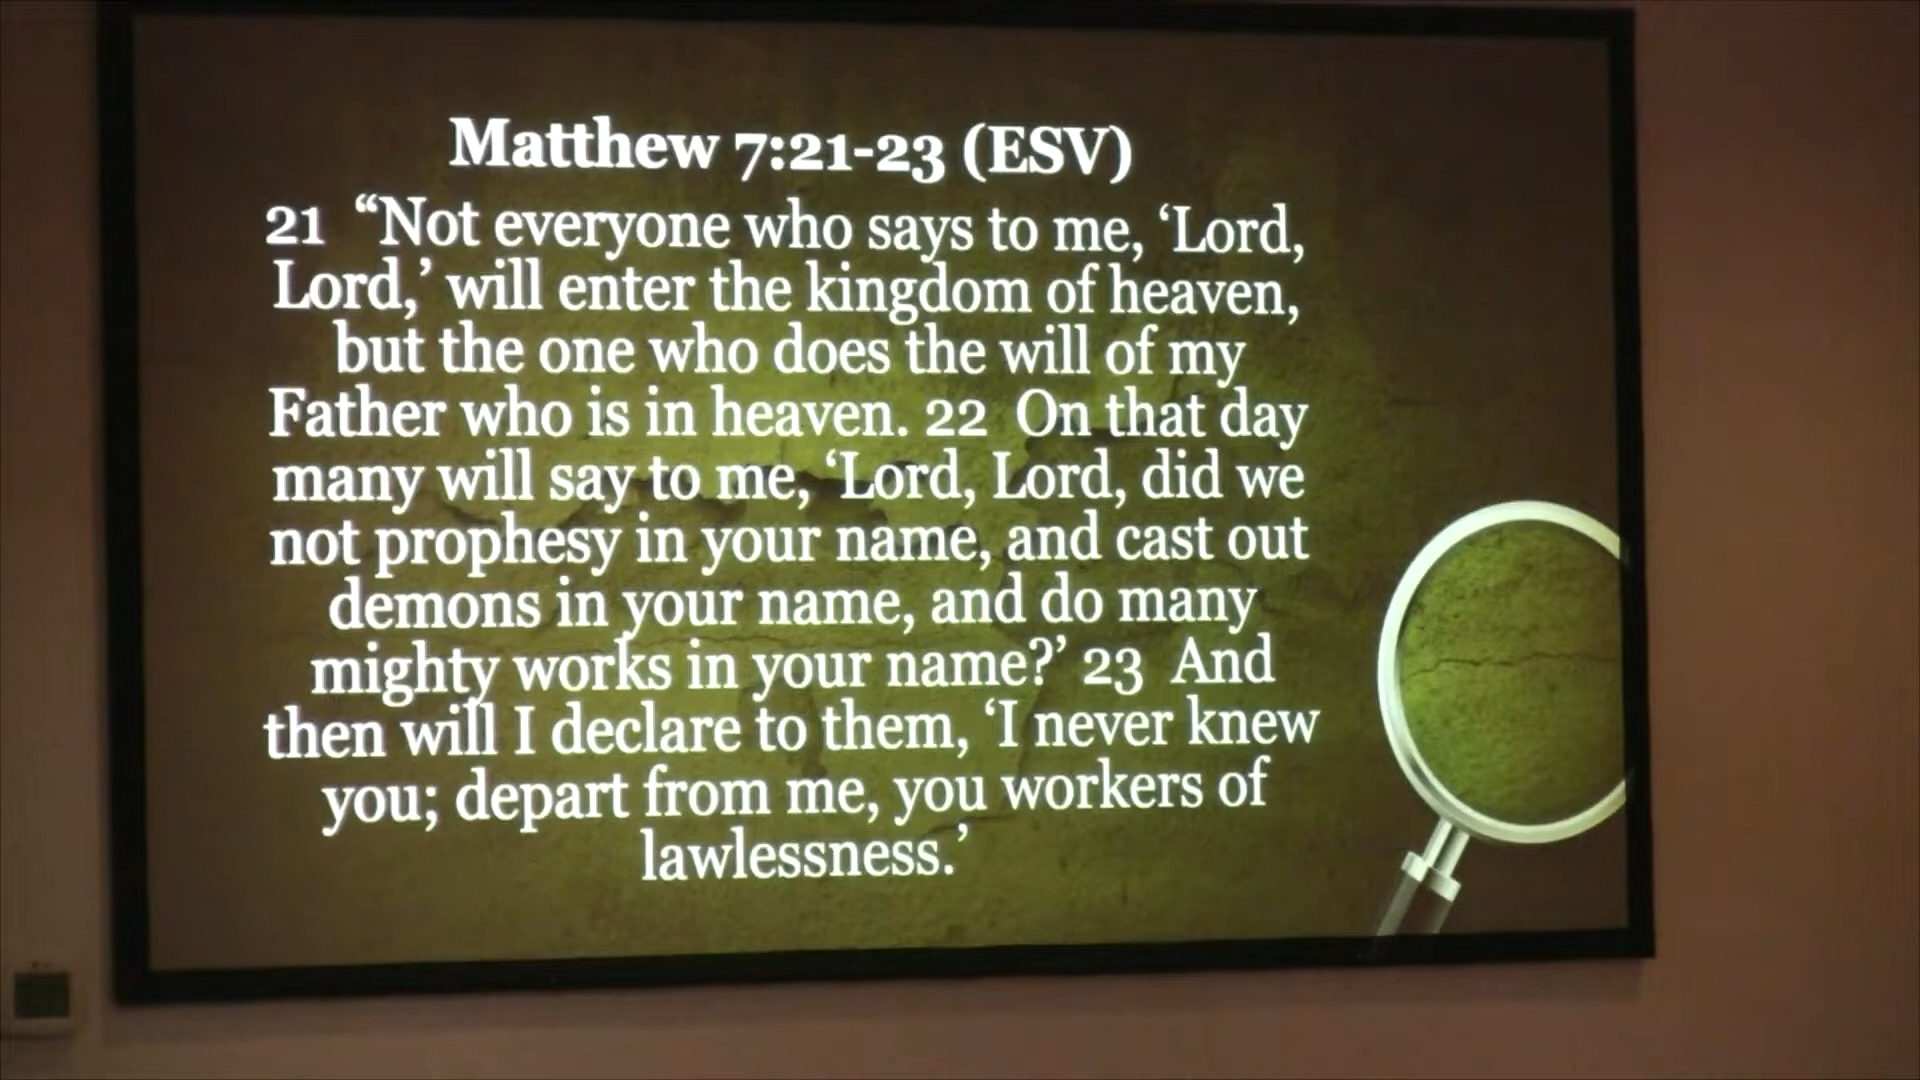 Matthew 7:21-23 (ESV)
21 “Not everyone who says to me, ‘Lord,
Lord,’ will enter the kingdom of heaven,
but the one who does the will of my
Father who is in heaven. 22 On that day
many will say to me, ‘Lord, Lord, did we
not prophesy in your name, and cast out
demons in your name, and do many
mighty works in your name?’ 23 And
then will I declare to them, ‘I never knew
you; depart from me, you workers of
lawlessness.’